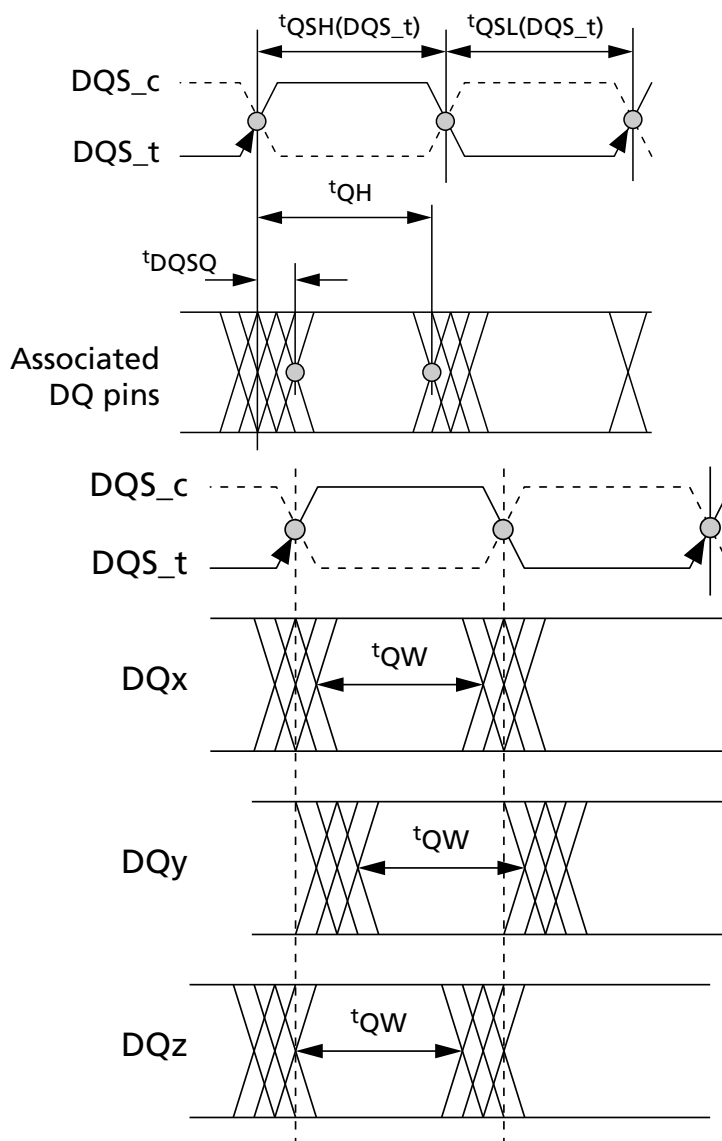 tQSH(DQS_t) tQSL(DQS_t)
DQS_c
DQS_t
tQH
tDQSQ
Associated
DQ pins
DQS_c
DQS_t
tQW
DQx
tQW
DQy
tQW
DQz